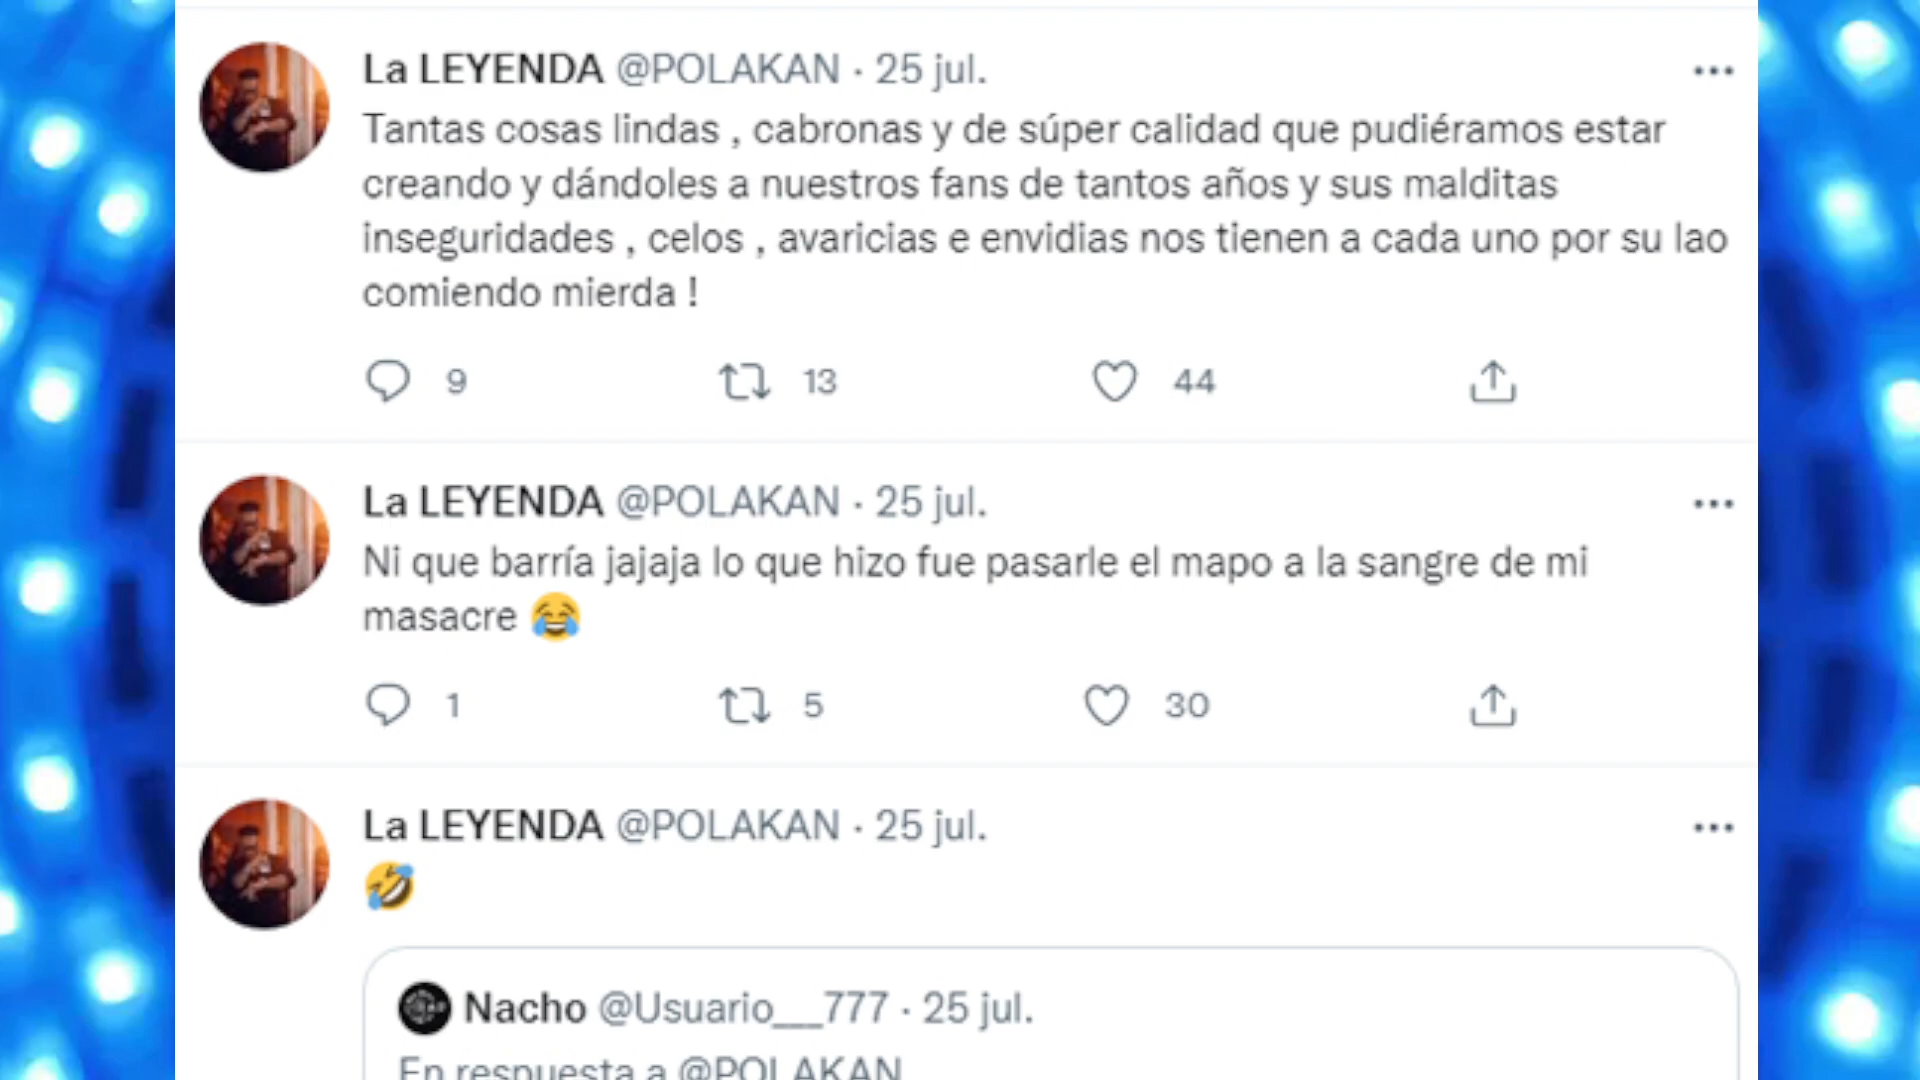 La LEYENDA @POLAKAN · 25 jul.
Tantas cosas lindas , cabronas y de súper calidad que pudiéramos estar
creando y dándoles a nuestros fans de tantos años y sus malditas
inseguridades , celos , avaricias e envidias nos tienen a cada uno por su lao
comiendo mierda !
9 13 44
La LEYENDA @POLAKAN · 25 jul.
Ni que barría jajaja lo que hizo fue pasarle el mapo a la sangre de mi
masacre 😂
1 5 30
La LEYENDA @POLAKAN · 25 jul.
🤣
Nacho @Usuario___777 · 25 jul.
En respuesta a @POLAKAN